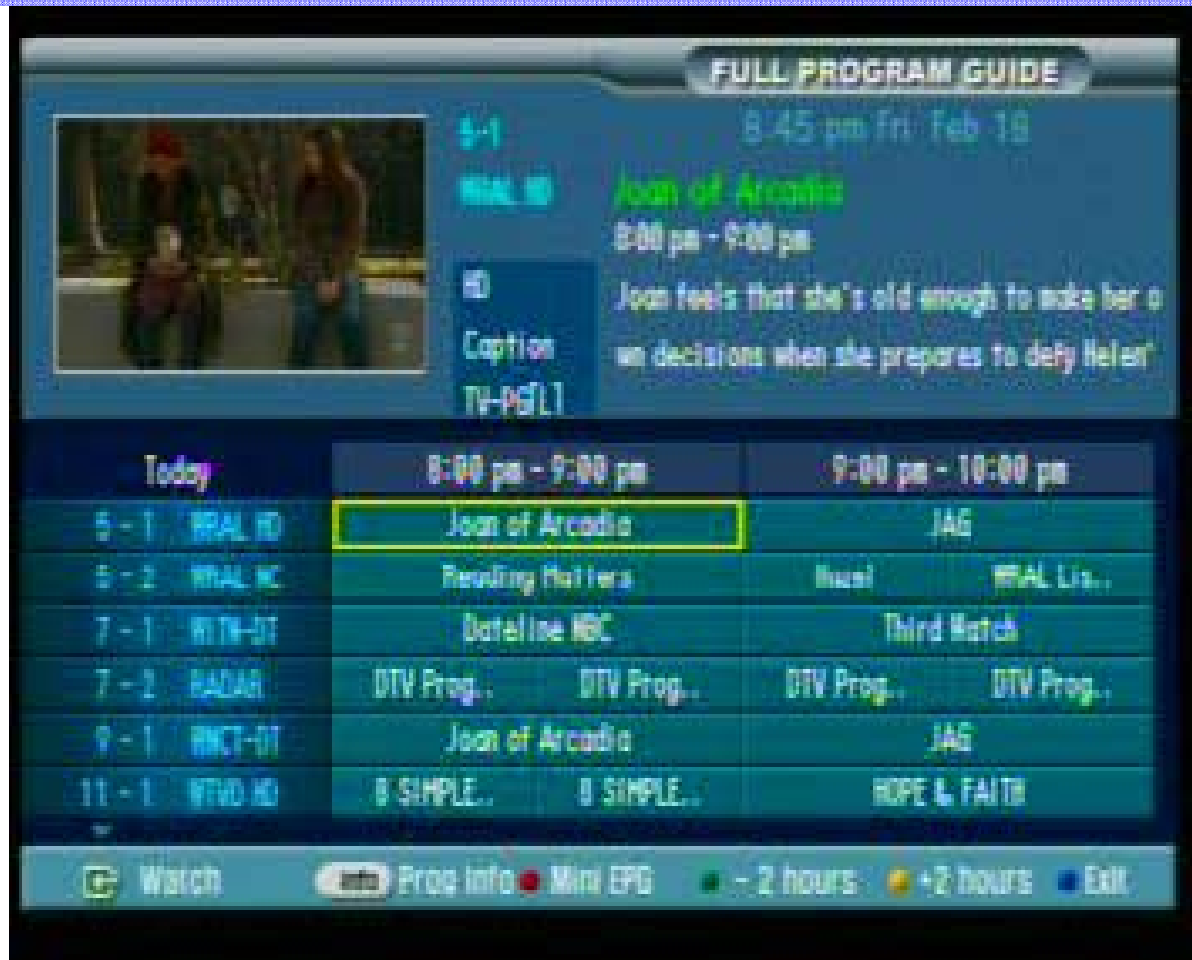 FULL PROGRAM GUIDE
5-1
8:45 pm Fri Feb 18
WRAL HD
Joan of Arcadia
8:00 pm - 9:00 pm
HD
Joan feels that she's old enough to make her o
Caption
wn decisions when she prepares to defy Helen'
TV-PG[L]
Today 8:00 pm - 9:00 pm 9:00 pm - 10:00 pm
5 - 1 WRAL HD Joan of Arcadia JAG
5 - 2 WRAL NC Reading Matters Hazel WRAL Lis..
7 - 1 WITN-DT Dateline NBC Third Watch
7 - 2 RADAR DTV Prog.. DTV Prog.. DTV Prog.. DTV Prog..
9 - 1 WNCT-DT Joan of Arcadia JAG
11 - 1 WTVD HD 8 SIMPLE.. 8 SIMPLE.. HOPE & FAITH
Watch info Prog Info Mini EPG - 2 hours +2 hours Exit